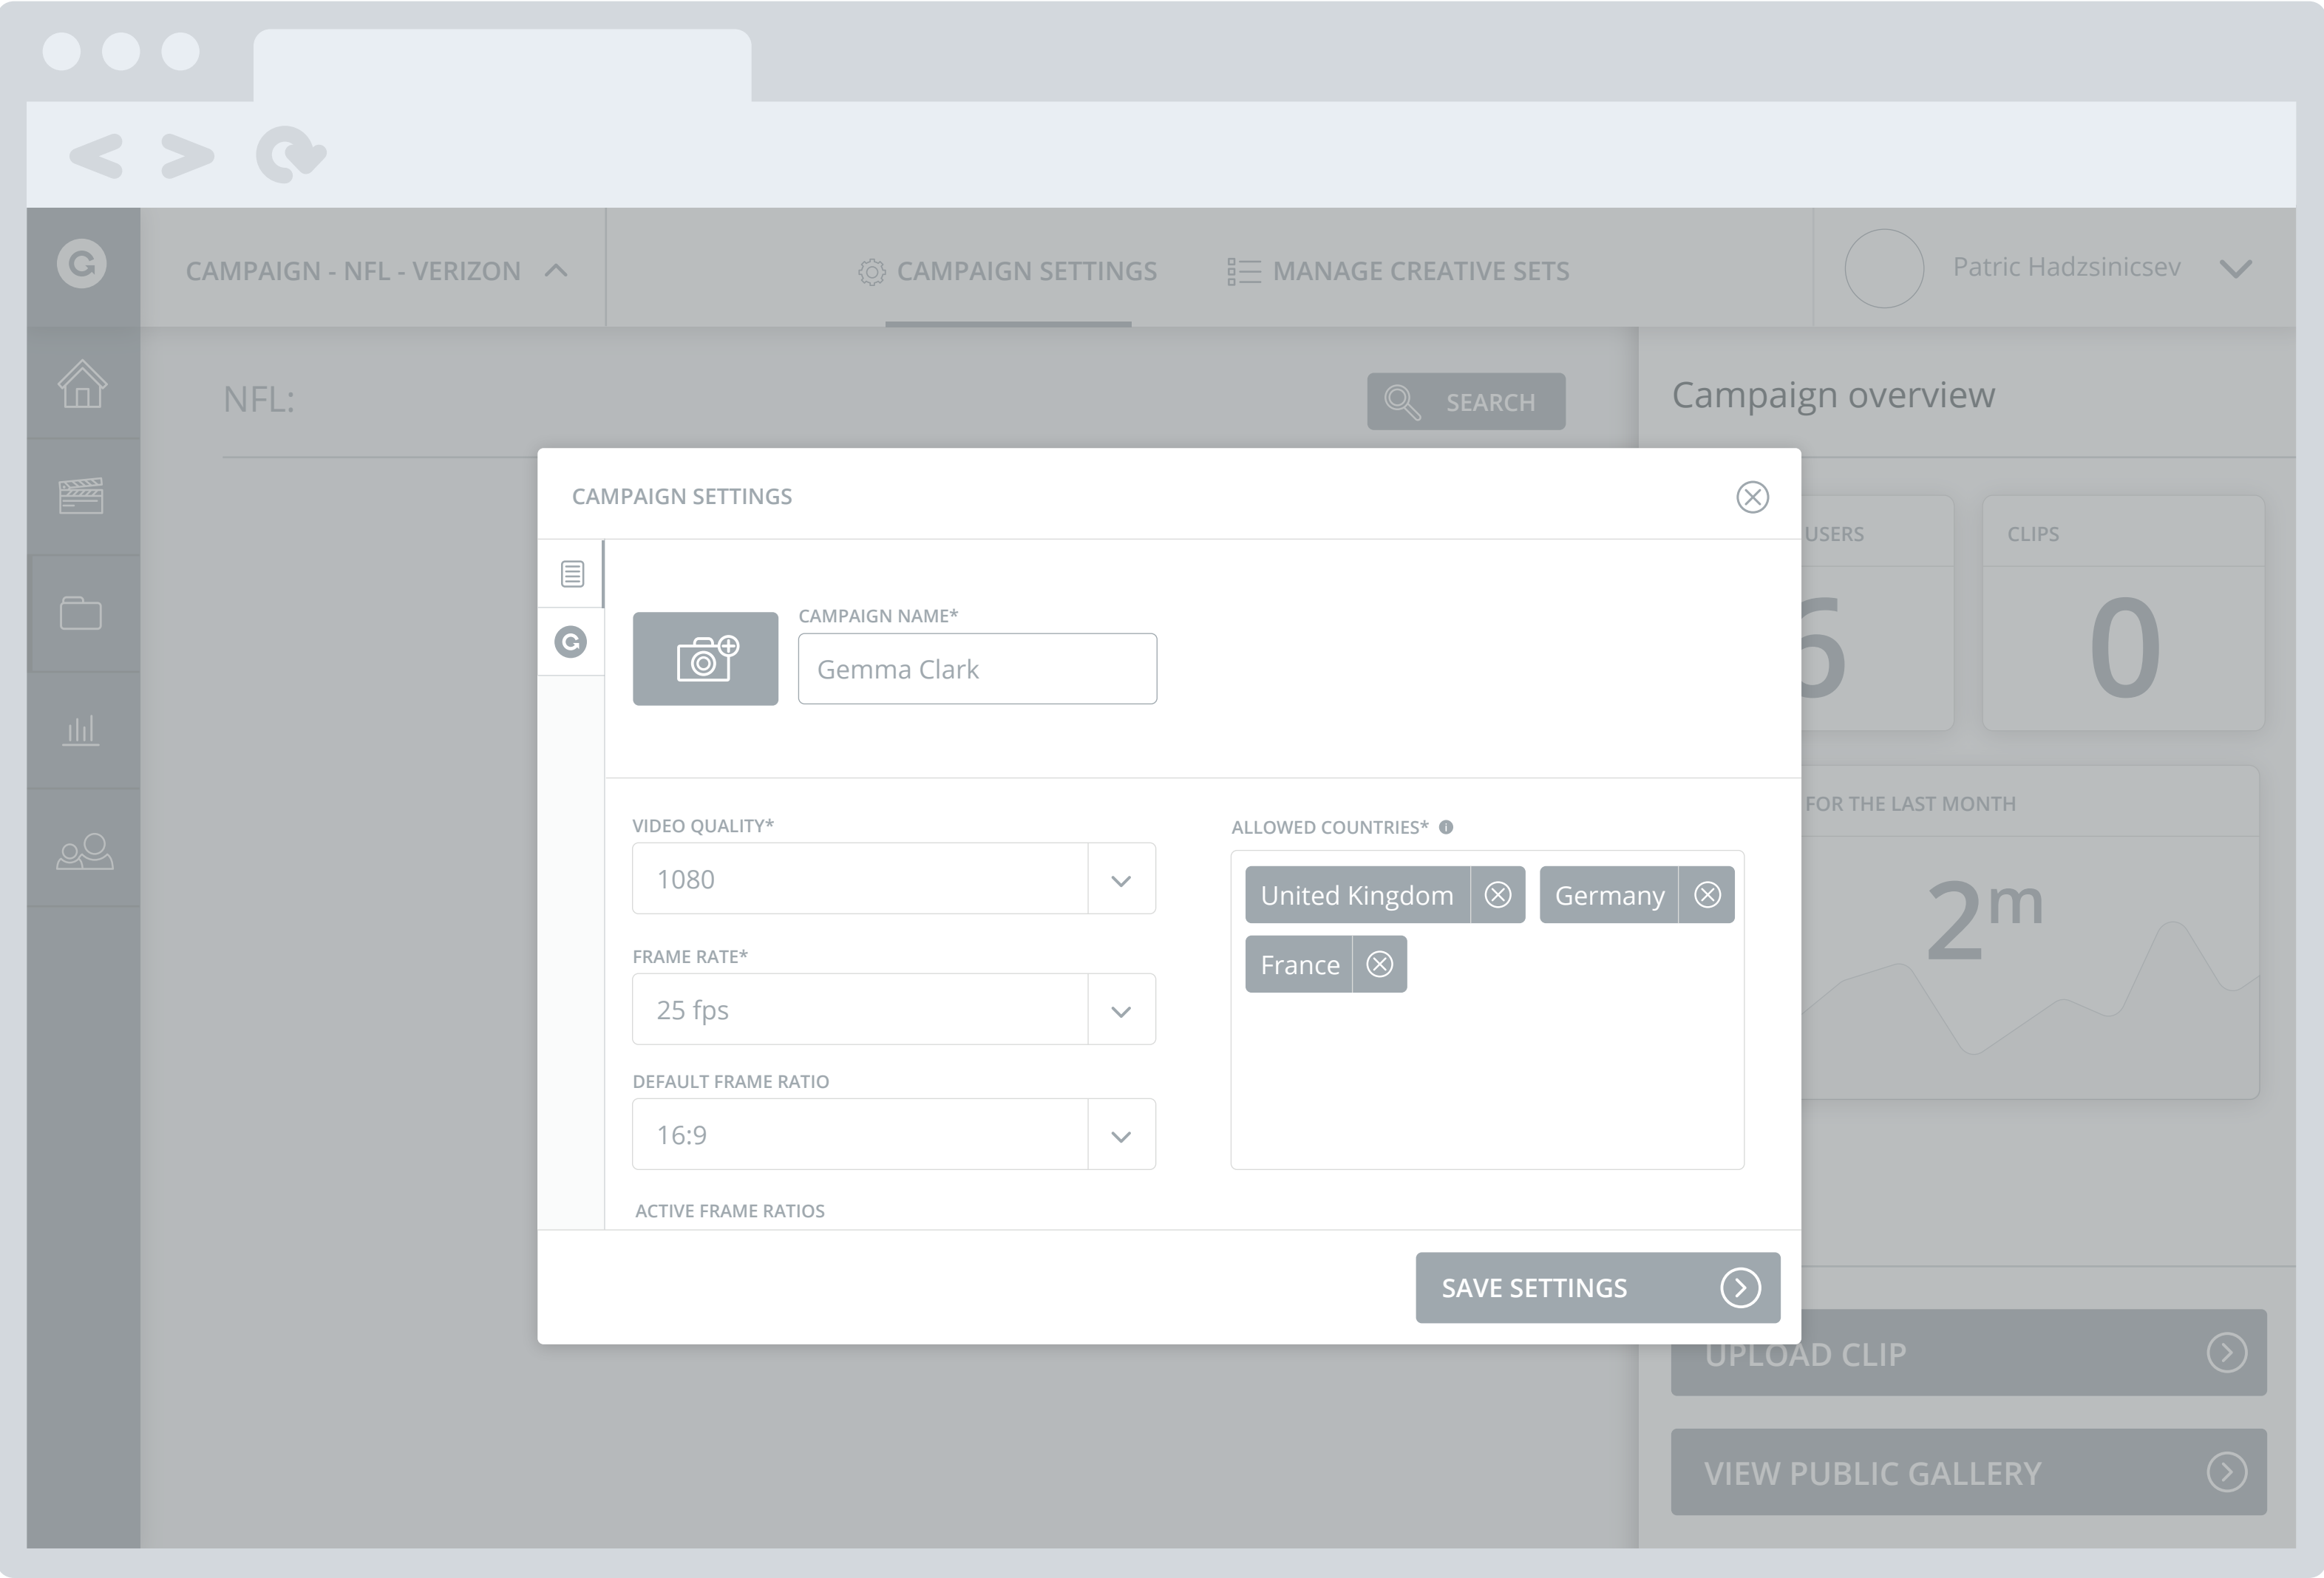 CAMPAIGN - NFL - VERIZON
CAMPAIGN SETTINGS
MANAGE CREATIVE SETS
Patric Hadzsinicsev
NFL:
SEARCH
Campaign overview
CAMPAIGN SETTINGS
CAMPAIGN NAME*
Gemma Clark
VIDEO QUALITY*
1080
FRAME RATE*
25 fps
DEFAULT FRAME RATIO
16:9
ACTIVE FRAME RATIOS
ALLOWED COUNTRIES*
United Kingdom
Germany
France
SAVE SETTINGS
USERS
6
CLIPS
0
FOR THE LAST MONTH
2m
UPLOAD CLIP
VIEW PUBLIC GALLERY